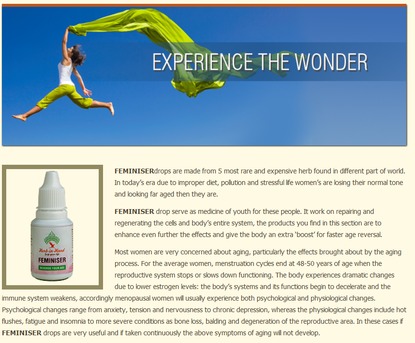 EXPERIENCE THE WONDER
FEMINISERdrops are made from 5 most rare and expensive herb found in different part of world.
In today's era due to improper diet, pollution and stressful life women's are losing their normal tone
and looking far aged then they are.
FEMINISER drop serve as medicine of youth for these people. It work on repairing and
regenerating the cells and body's entire system, the products you find in this section are to
enhance even further the effects and give the body an extra 'boost' for faster age reversal.
Most women are very concerned about aging, particularly the effects brought about by the aging
process. For the average women, menstruation cycles end at 48-50 years of age when the
reproductive system stops or slows down functioning. The body experiences dramatic changes
due to lower estrogen levels: the body's systems and its functions begin to decelerate and the
immune system weakens, accordingly menopausal women will usually experience both psychological and physiological changes.
Psychological changes range from anxiety, tension and nervousness to chronic depression, whereas the physiological changes include hot
flushes, fatigue and insomnia to more severe conditions as bone loss, balding and degeneration of the reproductive area. In these cases if
FEMINISER drops are very useful and if taken continuously the above symptoms of aging will not develop.
FEMINISER